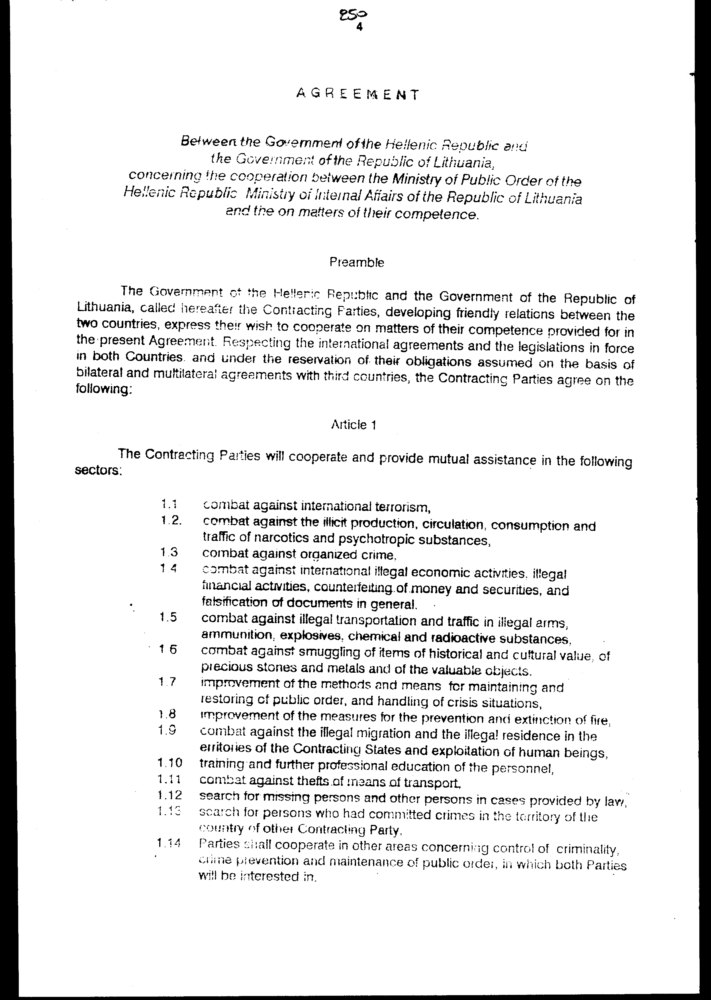 250
4
AGREEMENT
Between the Government of the Hellenic Republic and
the Government of the Republic of Lithuania,
concerning the cooperation between the Ministry of Public Order of the
Hellenic Republic Ministry of Internal Affairs of the Republic of Lithuania
and the on matters of their competence.
Preamble
The Government of the Hellenic Republic and the Government of the Republic of
Lithuania, called hereafter the Contracting Parties, developing friendly relations between the
two countries, express their wish to cooperate on matters of their competence provided for in
the present Agreement. Respecting the international agreements and the legislations in force
in both Countries. and under the reservation of their obligations assumed on the basis of
bilateral and multilateral agreements with third countries, the Contracting Parties agree on the
following:
Article 1
The Contracting Parties will cooperate and provide mutual assistance in the following
sectors:
1.1 combat against international terrorism,
1.2. combat against the illicit production, circulation, consumption and
traffic of narcotics and psychotropic substances,
1.3 combat against organized crime,
1.4 combat against international illegal economic activities, illegal
financial activities, counterfeiting of money and securities, and
falsification of documents in general.
1.5 combat against illegal transportation and traffic in illegal arms,
ammunition, explosives, chemical and radioactive substances,
1 6 combat against smuggling of items of historical and cultural value, of
precious stones and metals and of the valuable objects.
1.7 improvement of the methods and means for maintaining and
restoring of public order, and handling of crisis situations,
1.8 improvement of the measures for the prevention and extinction of fire,
1.9 combat against the illegal migration and the illegal residence in the
erritories of the Contracting States and exploitation of human beings,
1.10 training and further professional education of the personnel,
1.11 combat against thefts of means of transport,
1.12 search for missing persons and other persons in cases provided by law,
1.13 search for persons who had committed crimes in the territory of the
country of other Contracting Party,
1.14 Parties shall cooperate in other areas concerning control of criminality,
crime prevention and maintenance of public order, in which both Parties
will be interested in.